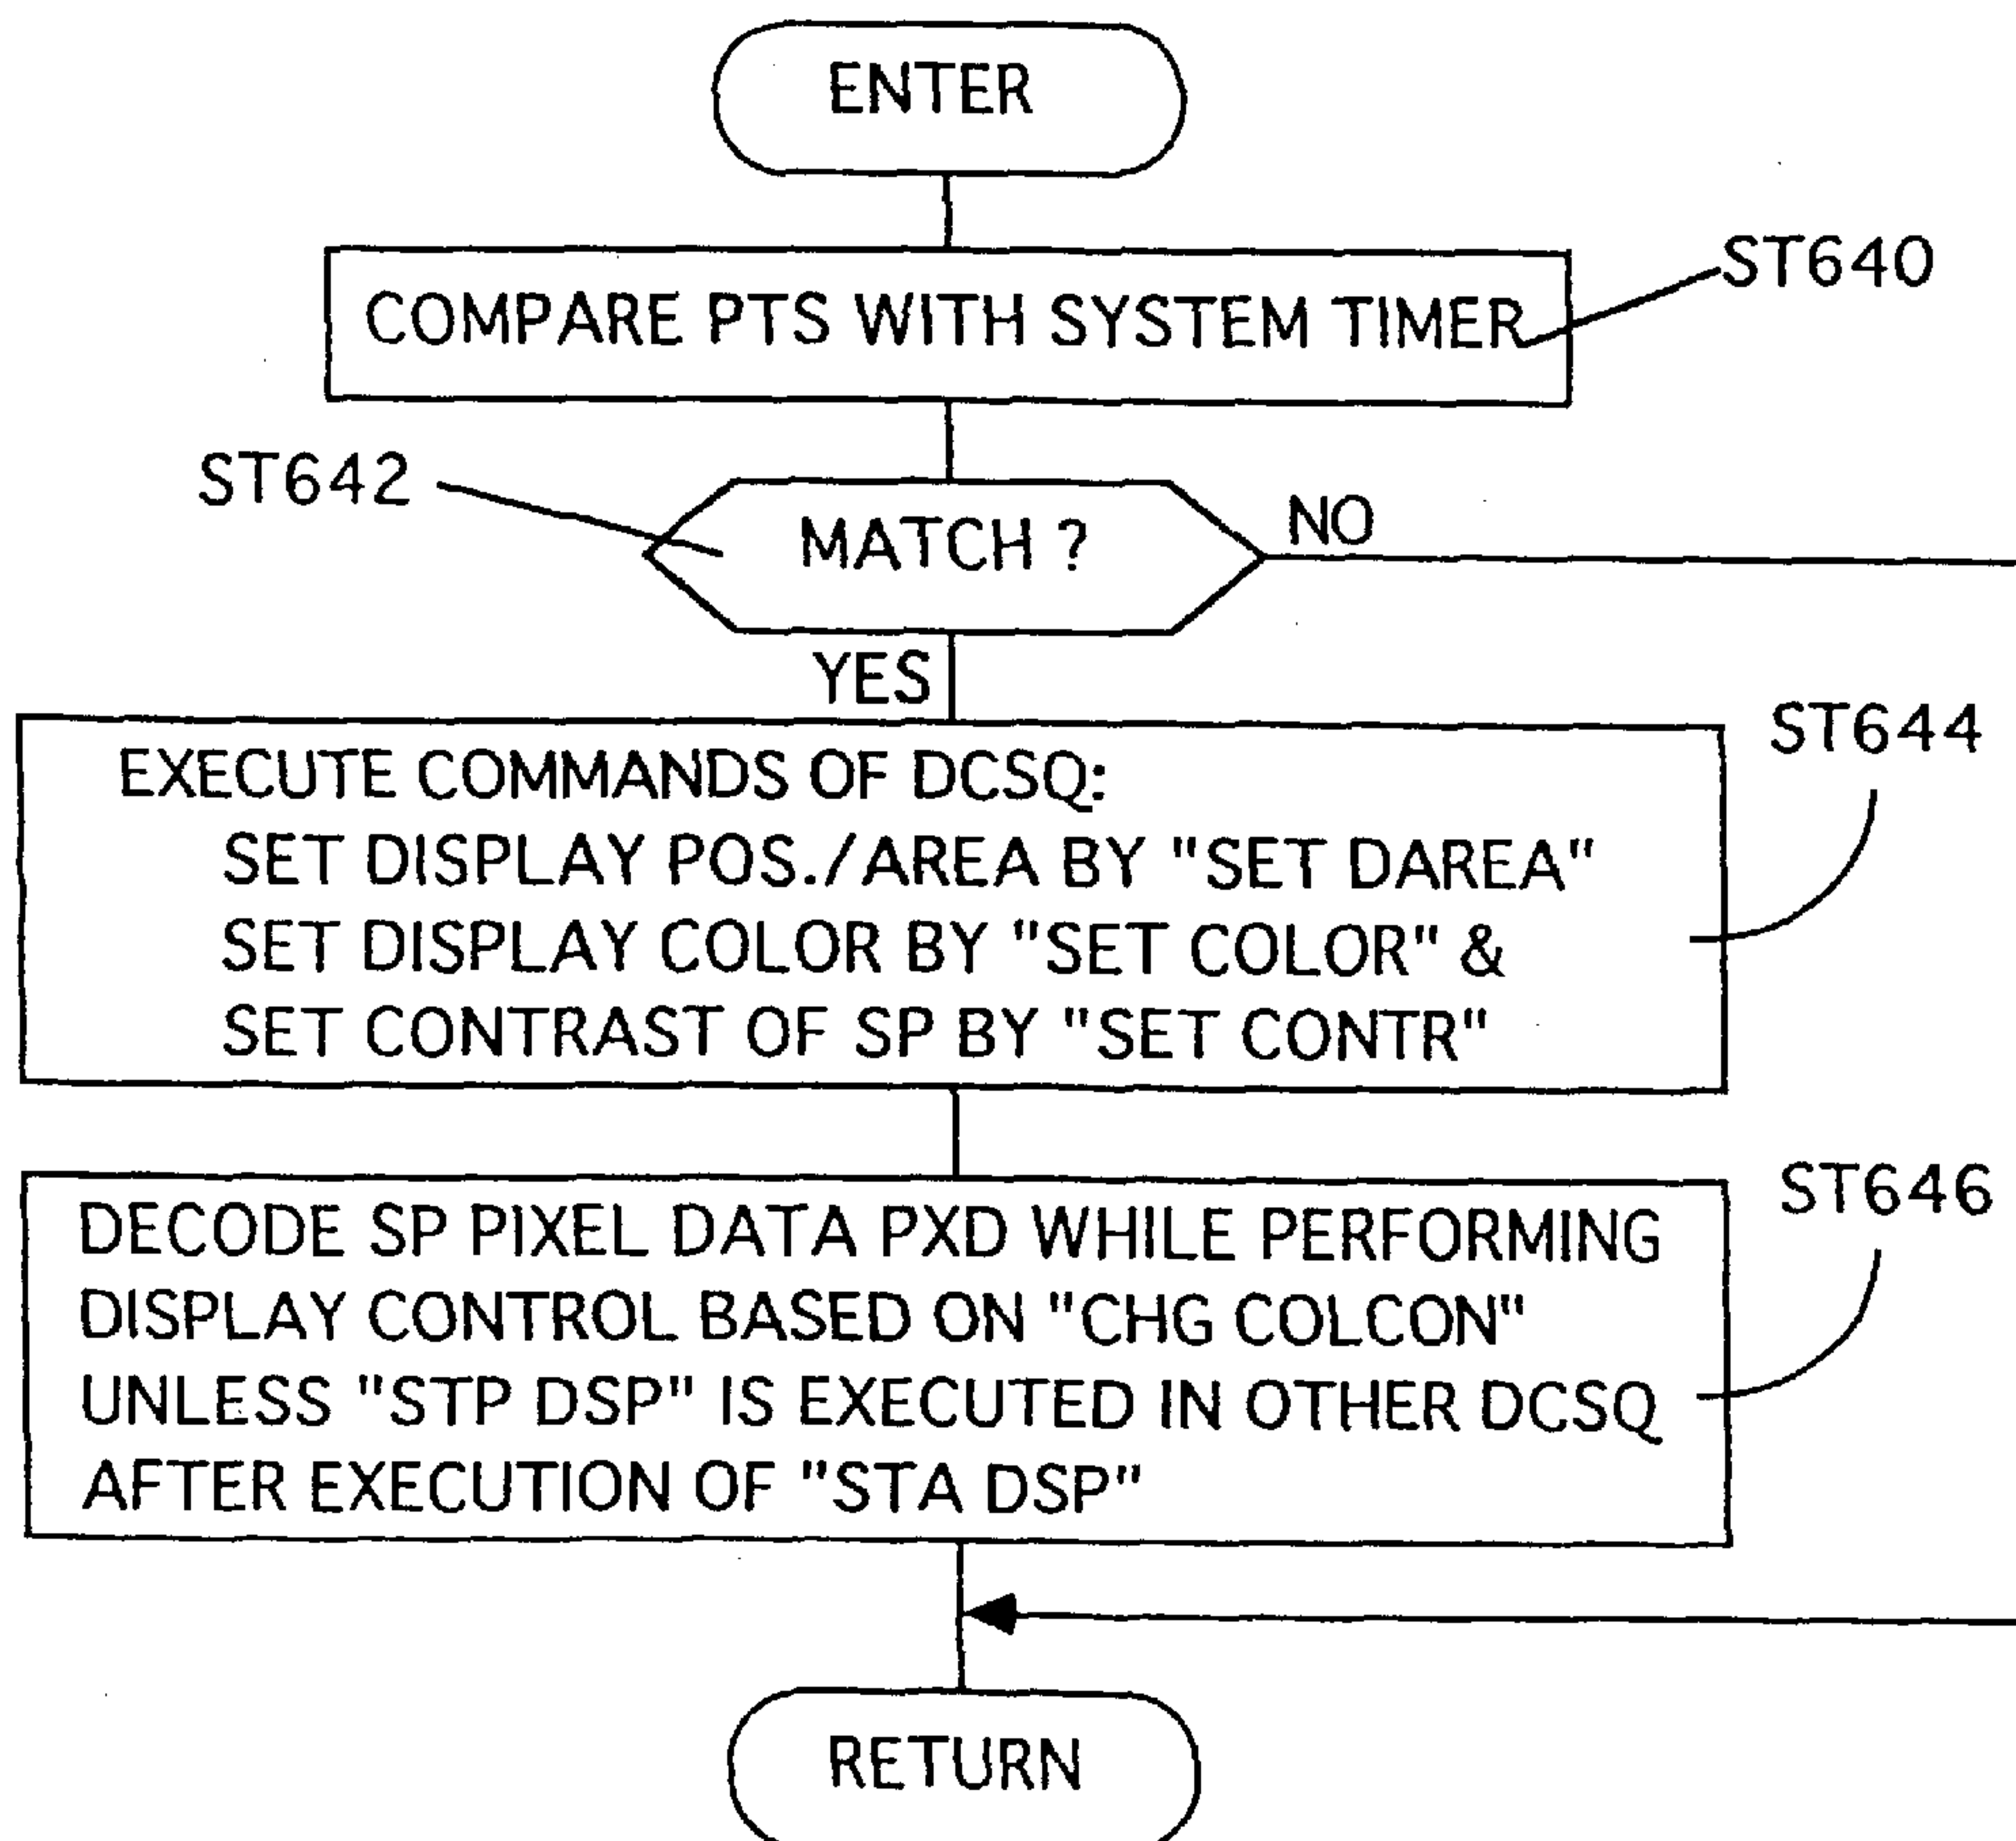 ENTER
COMPARE PTS WITH SYSTEM TIMER
ST640
ST642
MATCH ?
NO
YES
ST644
EXECUTE COMMANDS OF DCSQ:
SET DISPLAY POS./AREA BY "SET DAREA"
SET DISPLAY COLOR BY "SET COLOR" &
SET CONTRAST OF SP BY "SET CONTR"
ST646
DECODE SP PIXEL DATA PXD WHILE PERFORMING
DISPLAY CONTROL BASED ON "CHG COLCON"
UNLESS "STP DSP" IS EXECUTED IN OTHER DCSQ
AFTER EXECUTION OF "STA DSP"
RETURN